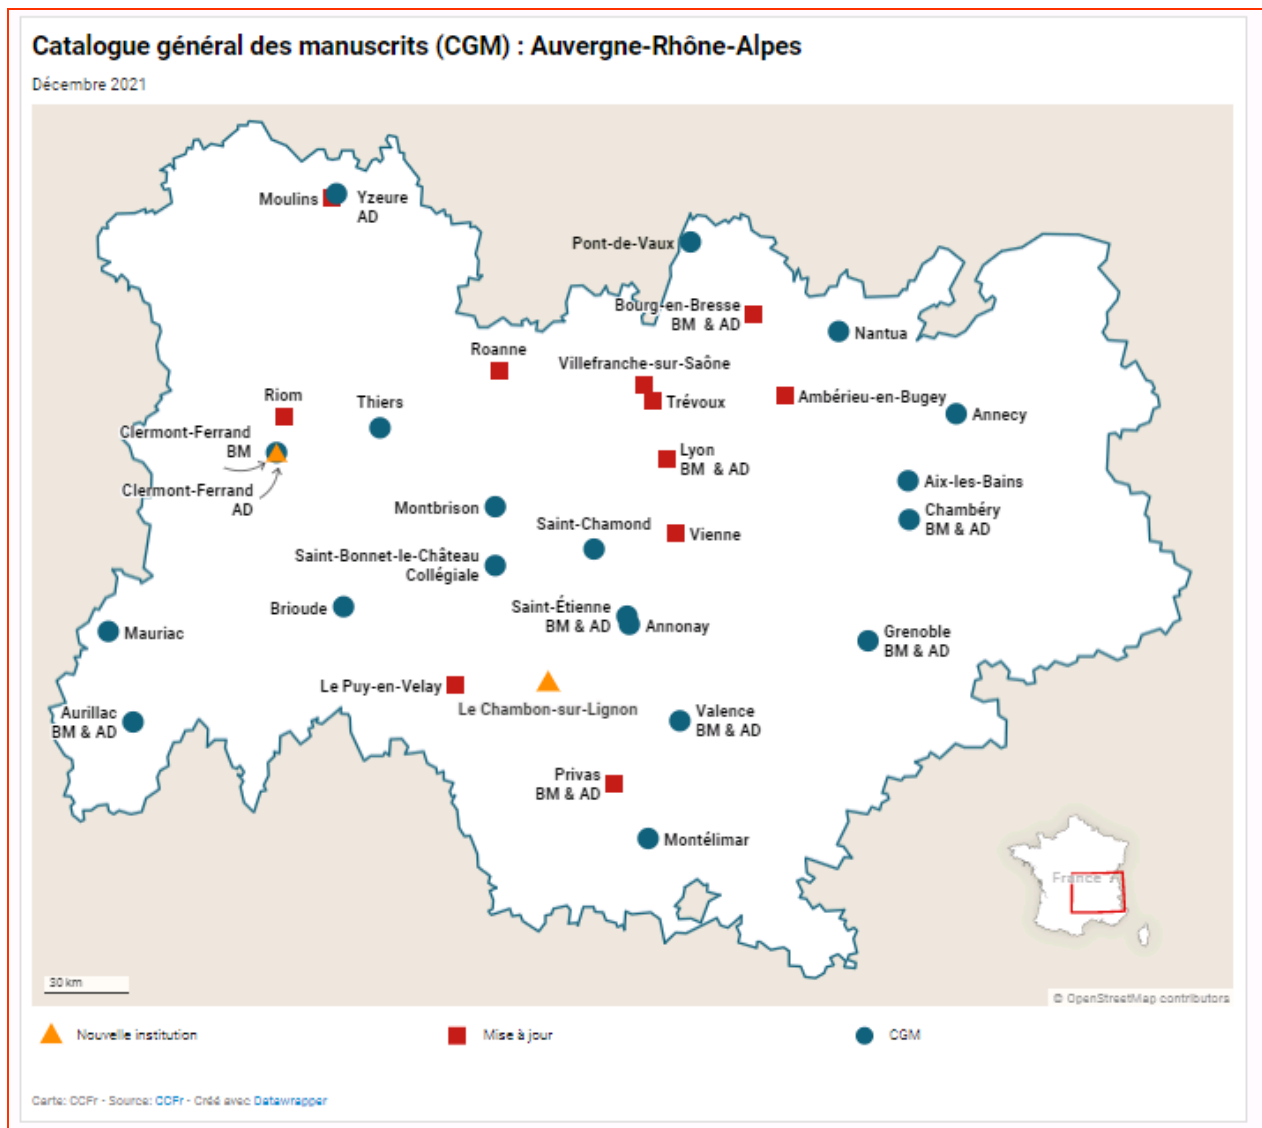 Catalogue général des manuscrits (CGM) : Auvergne-Rhône-Alpes
Décembre 2021
Moulins
Yzeure
AD
Pont-de-Vaux
Bourg-en-Bresse
BM & AD
Nantua
Roanne
Villefranche-sur-Saône
Trévoux
Ambérieu-en-Bugey
Annecy
Riom
Thiers
Clermont-Ferrand
BM
Clermont-Ferrand
AD
Lyon
BM & AD
Aix-les-Bains
Chambéry
BM & AD
Montbrison
Saint-Chamond
Vienne
Saint-Bonnet-le-Château
Collégiale
Brioude
Saint-Étienne
BM & AD
Annonay
Mauriac
Grenoble
BM & AD
Le Puy-en-Velay
Le Chambon-sur-Lignon
Aurillac
BM & AD
Valence
BM & AD
Privas
BM & AD
Montélimar
France
30 km
© OpenStreetMap contributors
Nouvelle institution
Mise à jour
CGM
Carte: CCFr - Source: CCFr - Créé avec Datawrapper